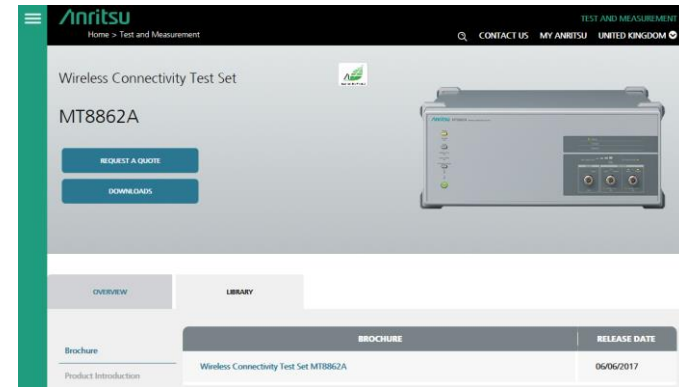 Anritsu
TEST AND MEASUREMENT
Home > Test and Measurement
CONTACT US MY ANRITSU UNITED KINGDOM
Wireless Connectivity Test Set
MT8862A
REQUEST A QUOTE
DOWNLOADS
OVERVIEW LIBRARY
BROCHURE RELEASE DATE
Brochure
Wireless Connectivity Test Set MT8862A 06/06/2017
Product Introduction